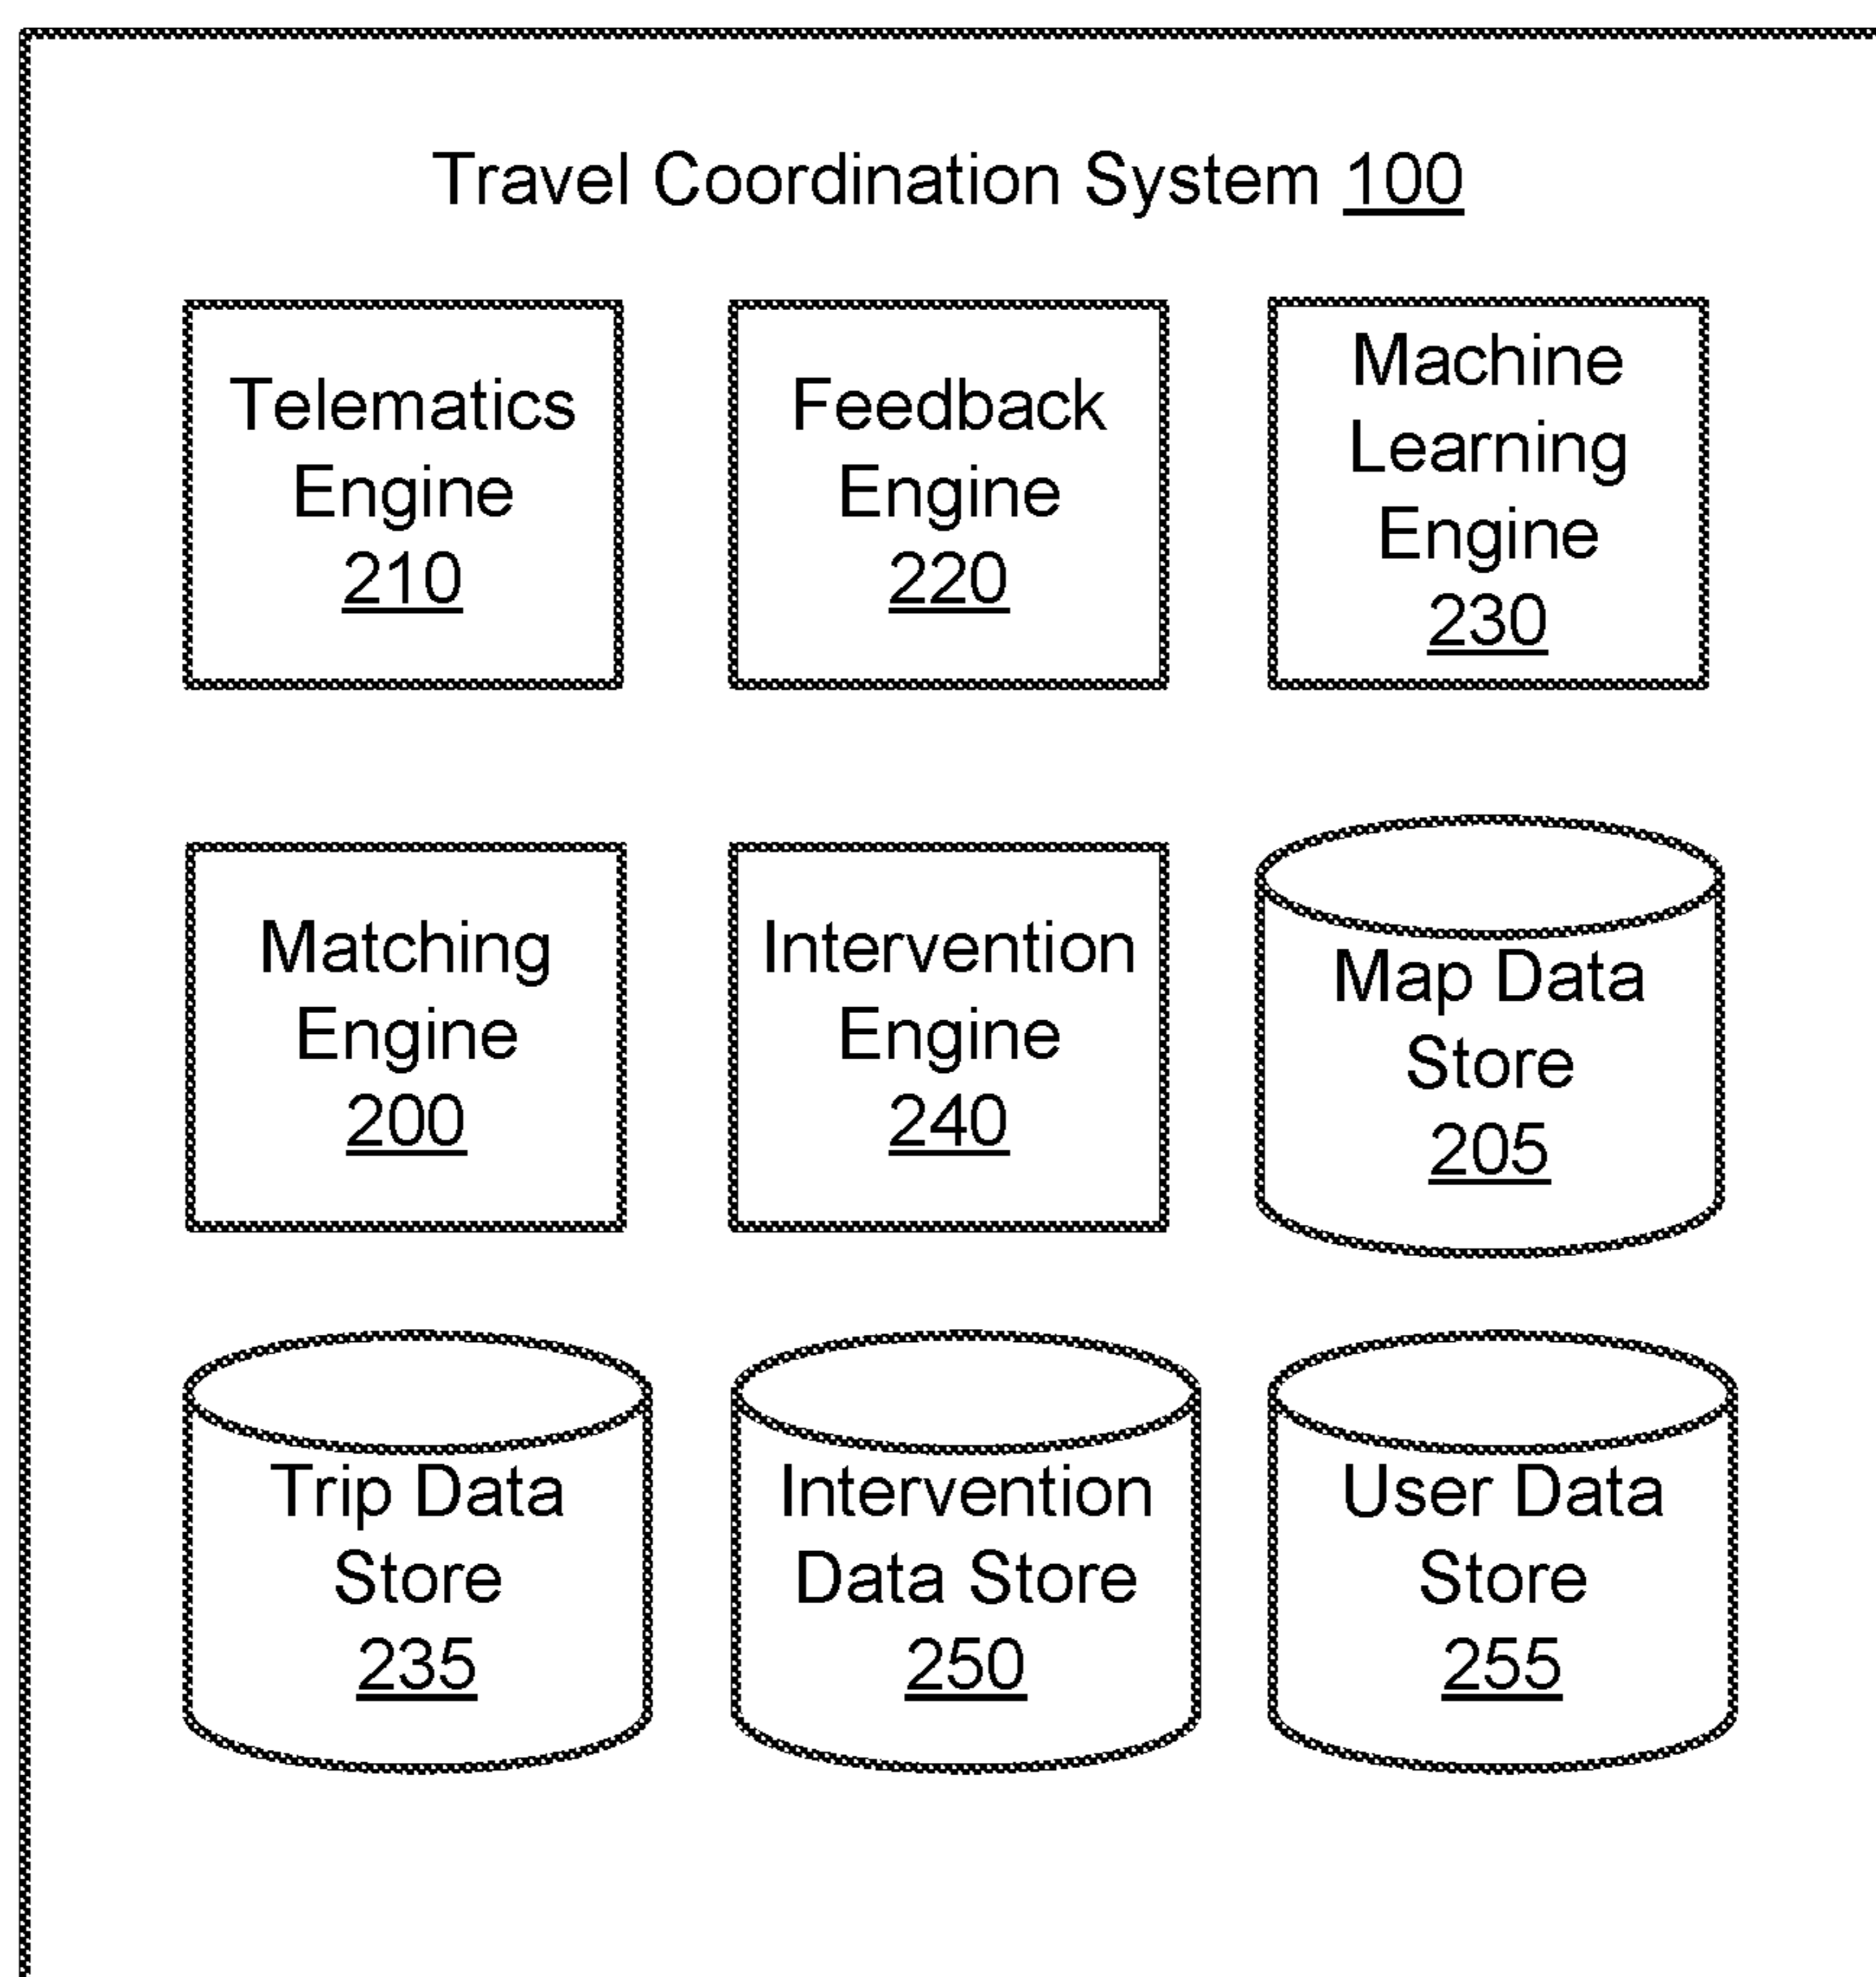 Travel Coordination System 100
Telematics
Engine
210
Feedback
Engine
220
Machine
Learning
Engine
230
Matching
Engine
200
Intervention
Engine
240
Map Data
Store
205
Trip Data
Store
235
Intervention
Data Store
250
User Data
Store
255